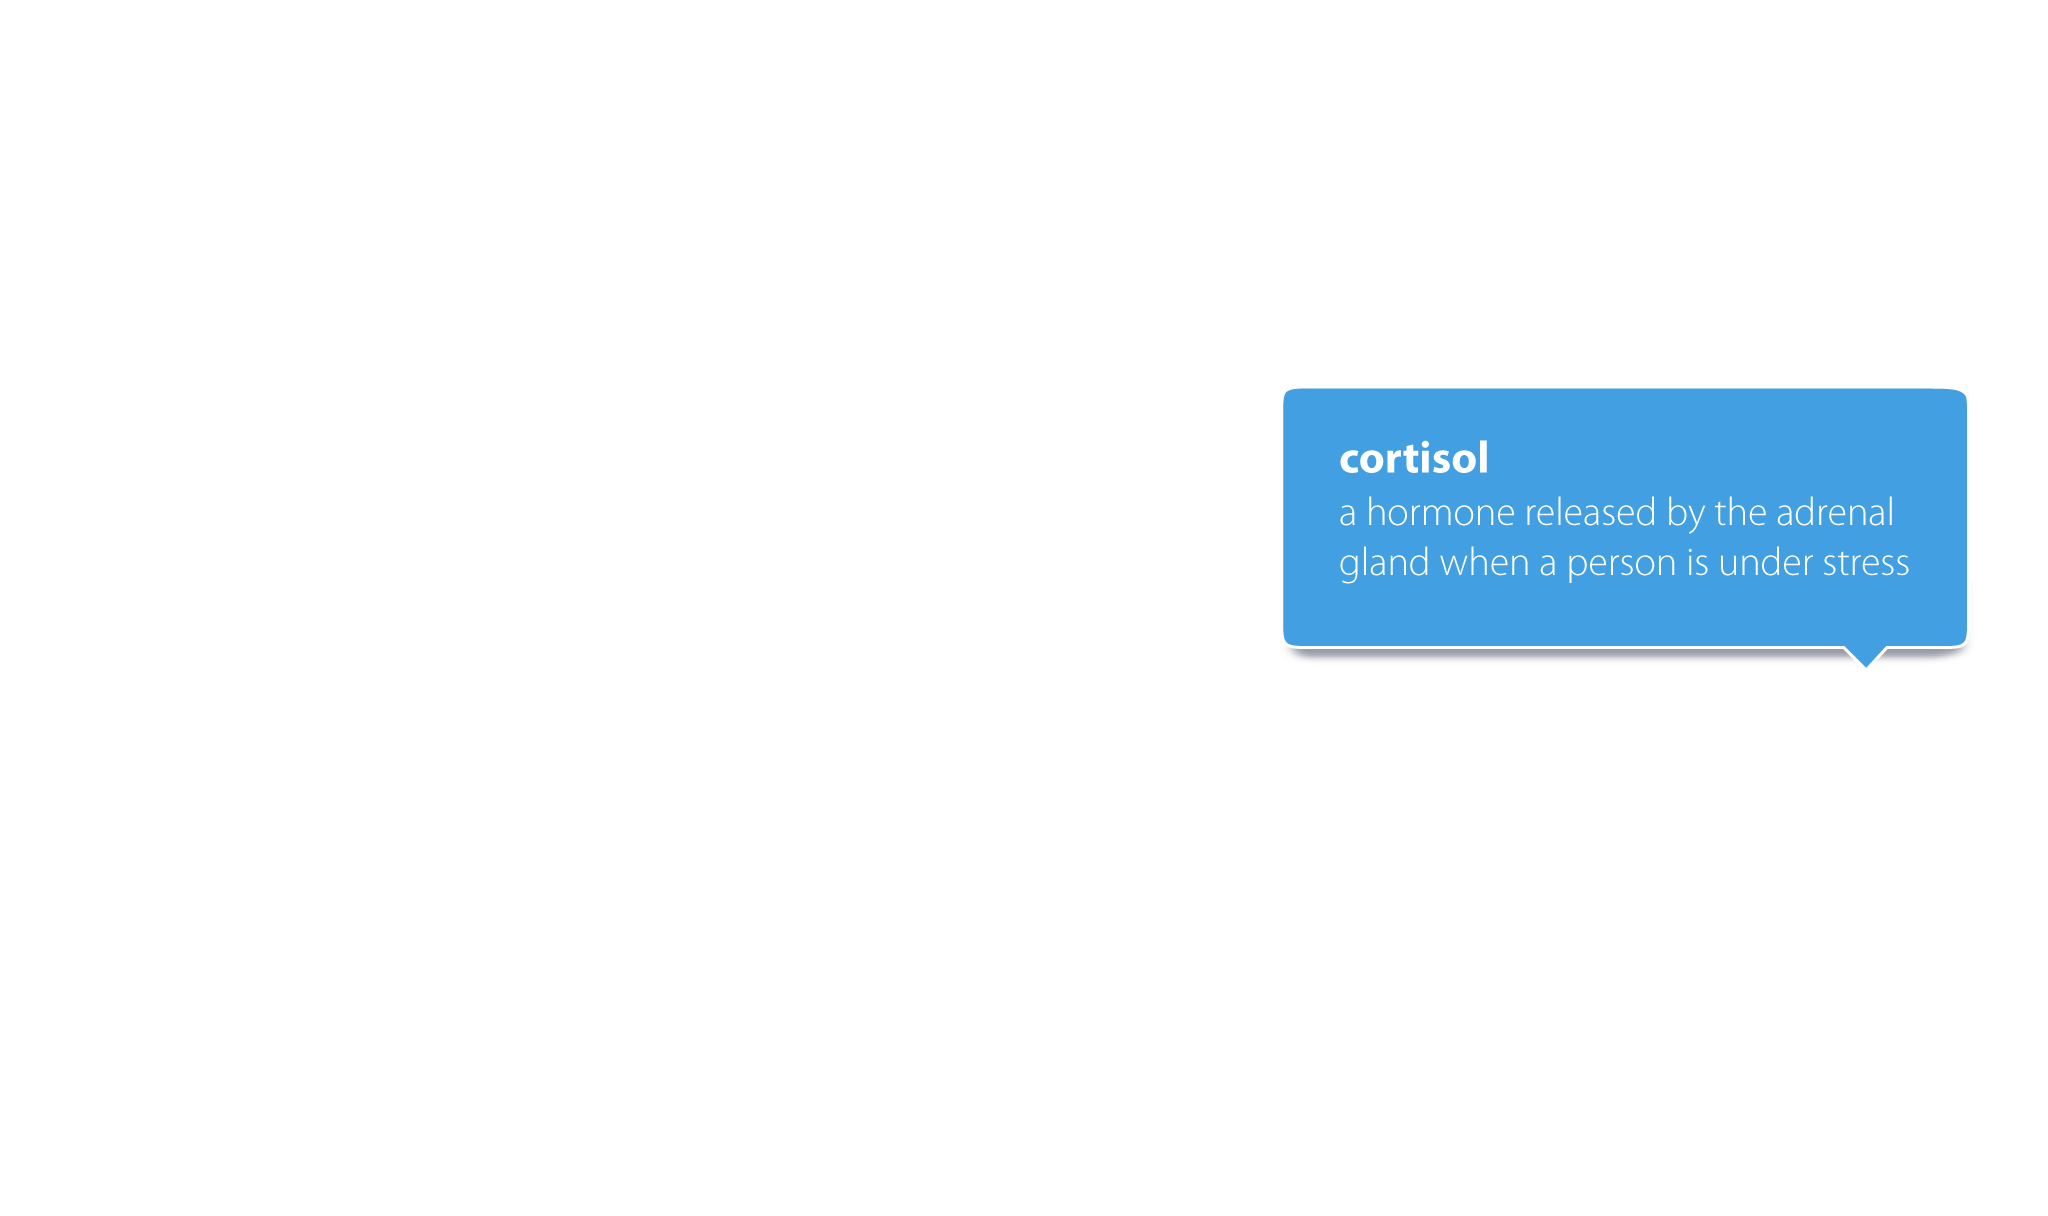 cortisol
a hormone released by the adrenal
gland when a person is under stress